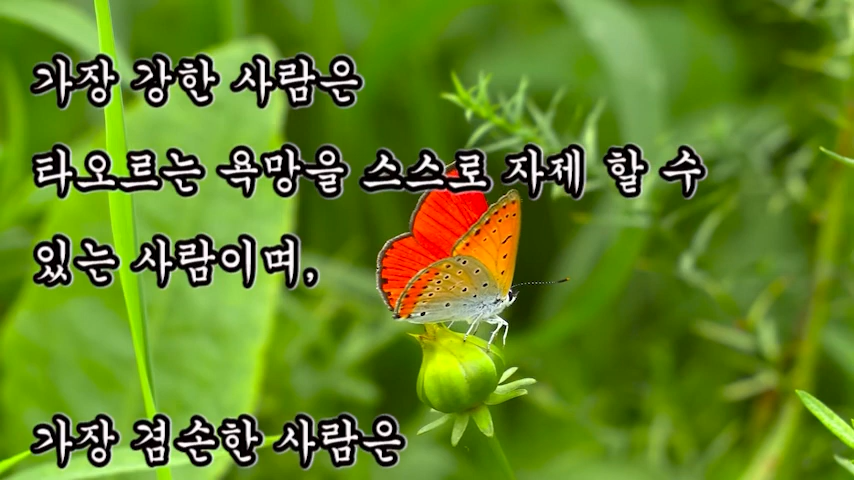 가장 강한 사람은
타오르는 욕망을 스스로 자제 할 수
있는 사람이며,
가장 겸손한 사람은